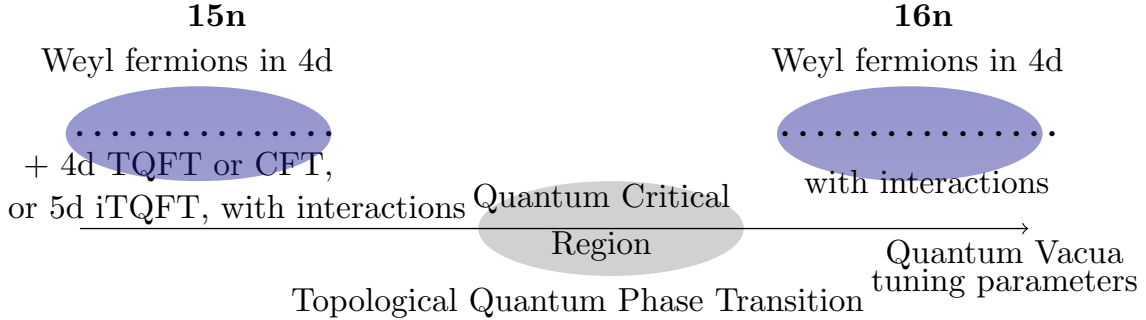 15n
Weyl fermions in 4d
+ 4d TQFT or CFT,
or 5d iTQFT, with interactions
16n
Weyl fermions in 4d
with interactions
Quantum Critical
Region
Quantum Vacua
tuning parameters
Topological Quantum Phase Transition